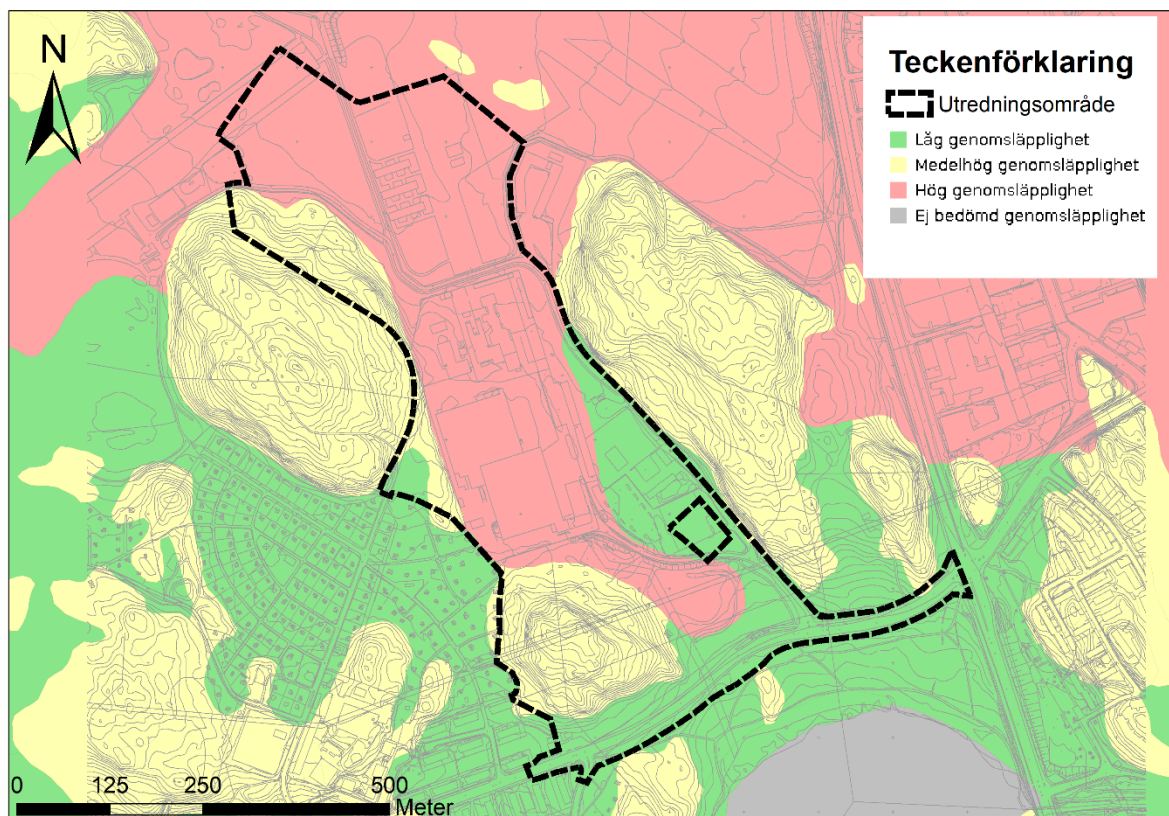 N
Teckenförklaring
Utredningsområde
Låg genomsläpplighet
Medelhög genomsläpplighet
Hög genomsläpplighet
Ej bedömd genomsläpplighet
0 125 250 500
Meter